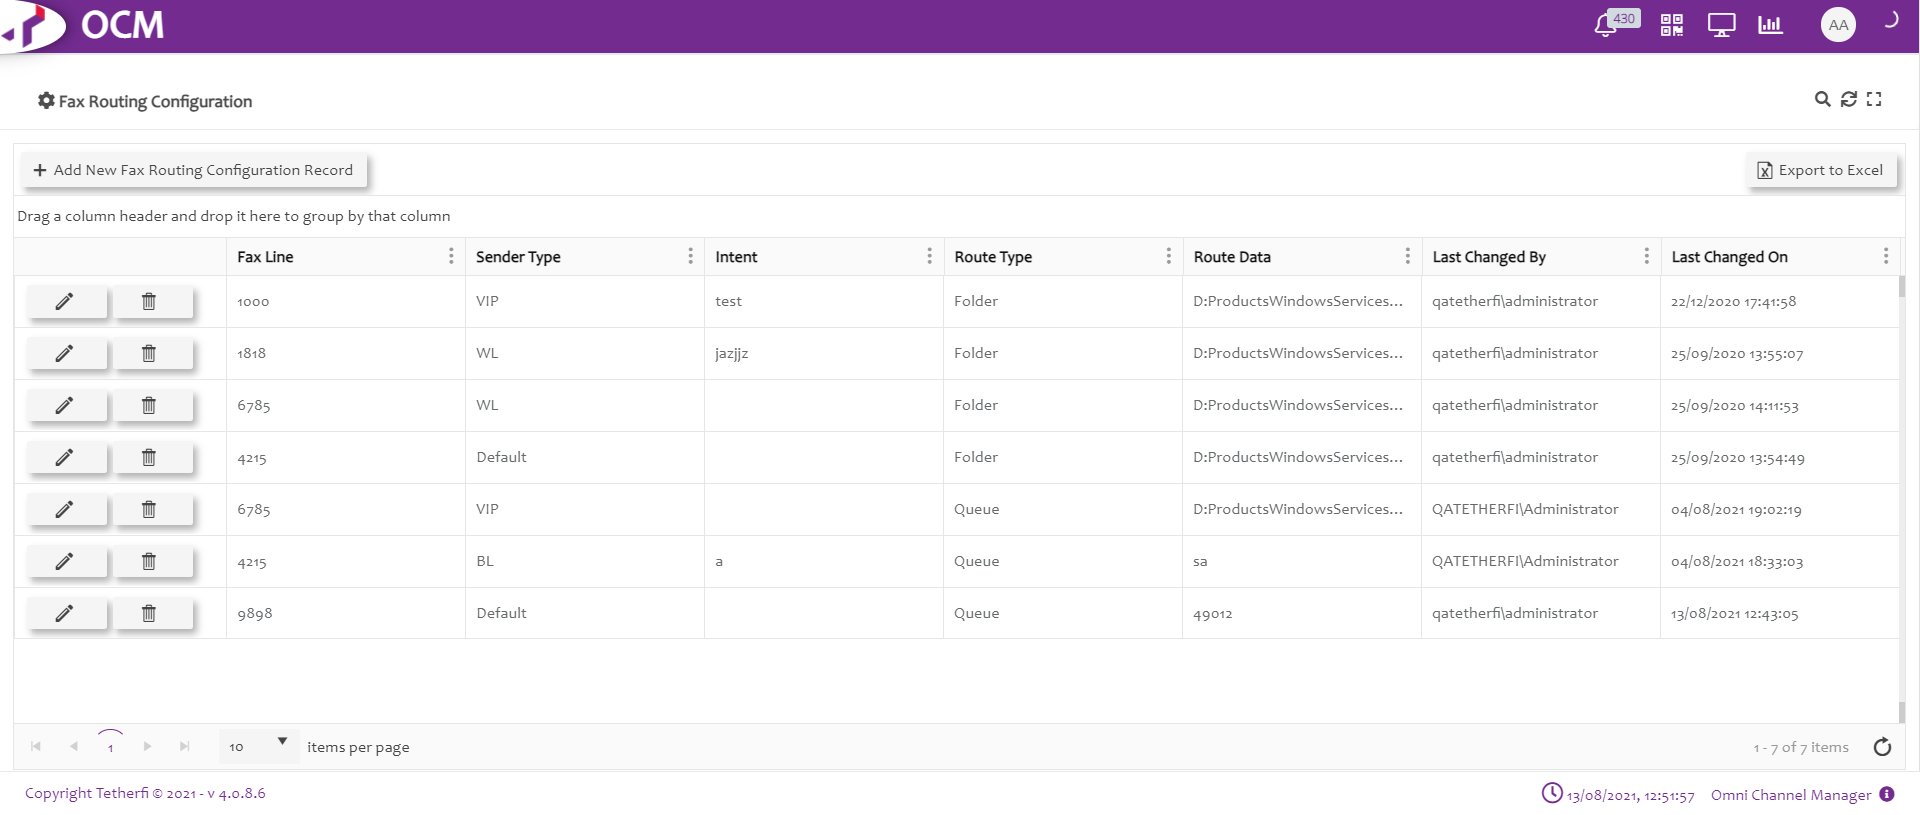 OCM
430
AA
Fax Routing Configuration
Add New Fax Routing Configuration Record
Export to Excel
Drag a column header and drop it here to group by that column
Fax Line Sender Type Intent Route Type Route Data Last Changed By Last Changed On
1000 VIP test Folder D:ProductsWindowsServices... qatetherfi\administrator 22/12/2020 17:41:58
1818 WL jazjjz Folder D:ProductsWindowsServices... qatetherfi\administrator 25/09/2020 13:55:07
6785 WL Folder D:ProductsWindowsServices... qatetherfi\administrator 25/09/2020 14:11:53
4215 Default Folder D:ProductsWindowsServices... qatetherfi\administrator 25/09/2020 13:54:49
6785 VIP Queue D:ProductsWindowsServices... QATETHERFI\Administrator 04/08/2021 19:02:19
4215 BL a Queue sa QATETHERFI\Administrator 04/08/2021 18:33:03
9898 Default Queue 49012 qatetherfi\administrator 13/08/2021 12:43:05
1 10 items per page 1 - 7 of 7 items
Copyright Tetherfi © 2021 - v 4.0.8.6 13/08/2021, 12:51:57 Omni Channel Manager